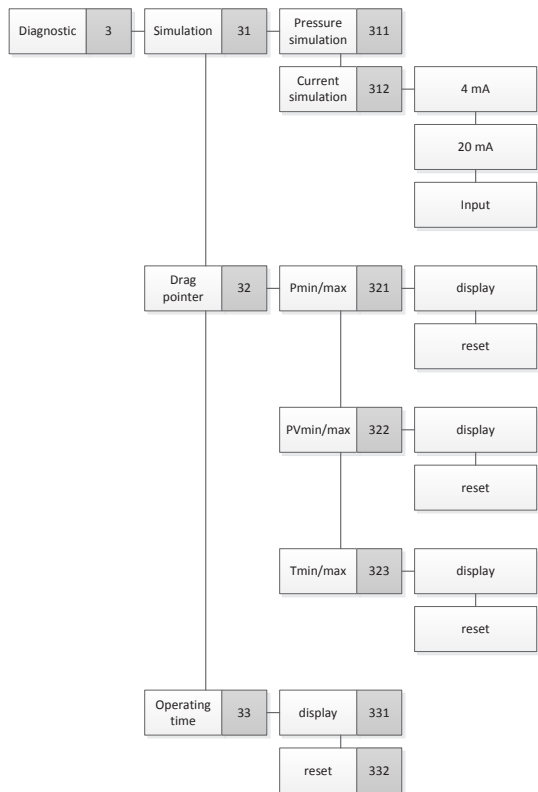 Diagnostic 3
Simulation 31
Pressure
simulation 311
Current
simulation 312
4 mA
20 mA
Input
Drag
pointer 32
Pmin/max 321
display
reset
PVmin/max 322
display
reset
Tmin/max 323
display
reset
Operating
time 33
display 331
reset 332